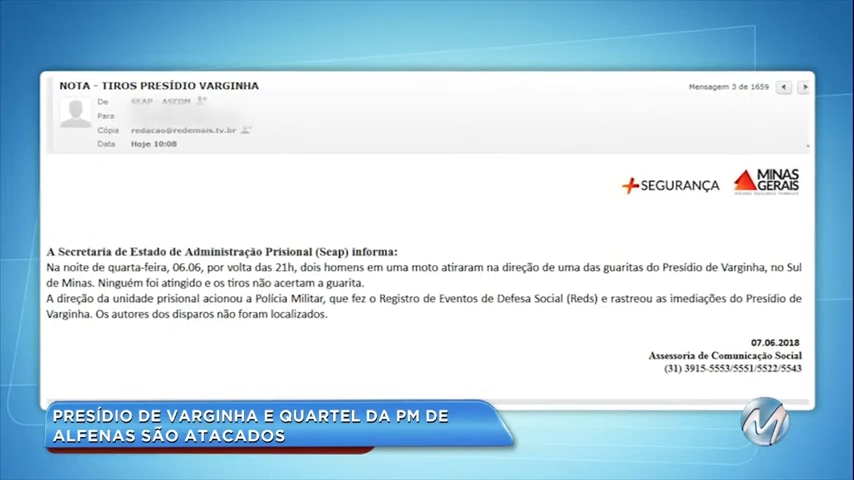 NOTA - TIROS PRESÍDIO VARGINHA
Mensagem 3 de 1659
De SEAP - ASCOM
Para
Cópia redacao@redemais.tv.br
Data Hoje 10:08
+SEGURANÇA
MINAS
GERAIS
A Secretaria de Estado de Administração Prisional (Seap) informa:
Na noite de quarta-feira, 06.06, por volta das 21h, dois homens em uma moto atiraram na direção de uma das guaritas do Presídio de Varginha, no Sul
de Minas. Ninguém foi atingido e os tiros não acertam a guarita.
A direção da unidade prisional acionou a Polícia Militar, que fez o Registro de Eventos de Defesa Social (Reds) e rastreou as imediações do Presídio de
Varginha. Os autores dos disparos não foram localizados.
07.06.2018
Assessoria de Comunicação Social
(31) 3915-5553/5551/5522/5543
PRESÍDIO DE VARGINHA E QUARTEL DA PM DE
ALFENAS SÃO ATACADOS
M